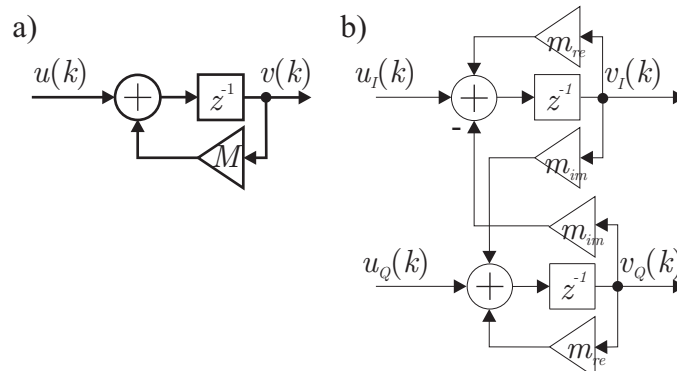 a)
u(k)
+
z⁻¹
v(k)
M
b)
m_re
u_I(k)
+
z⁻¹
v_I(k)
-
m_im
m_im
u_Q(k)
+
z⁻¹
v_Q(k)
m_re